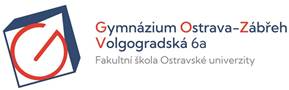 Gymnázium Ostrava-Zábřeh
Volgogradská 6a
Fakultní škola Ostravské univerzity